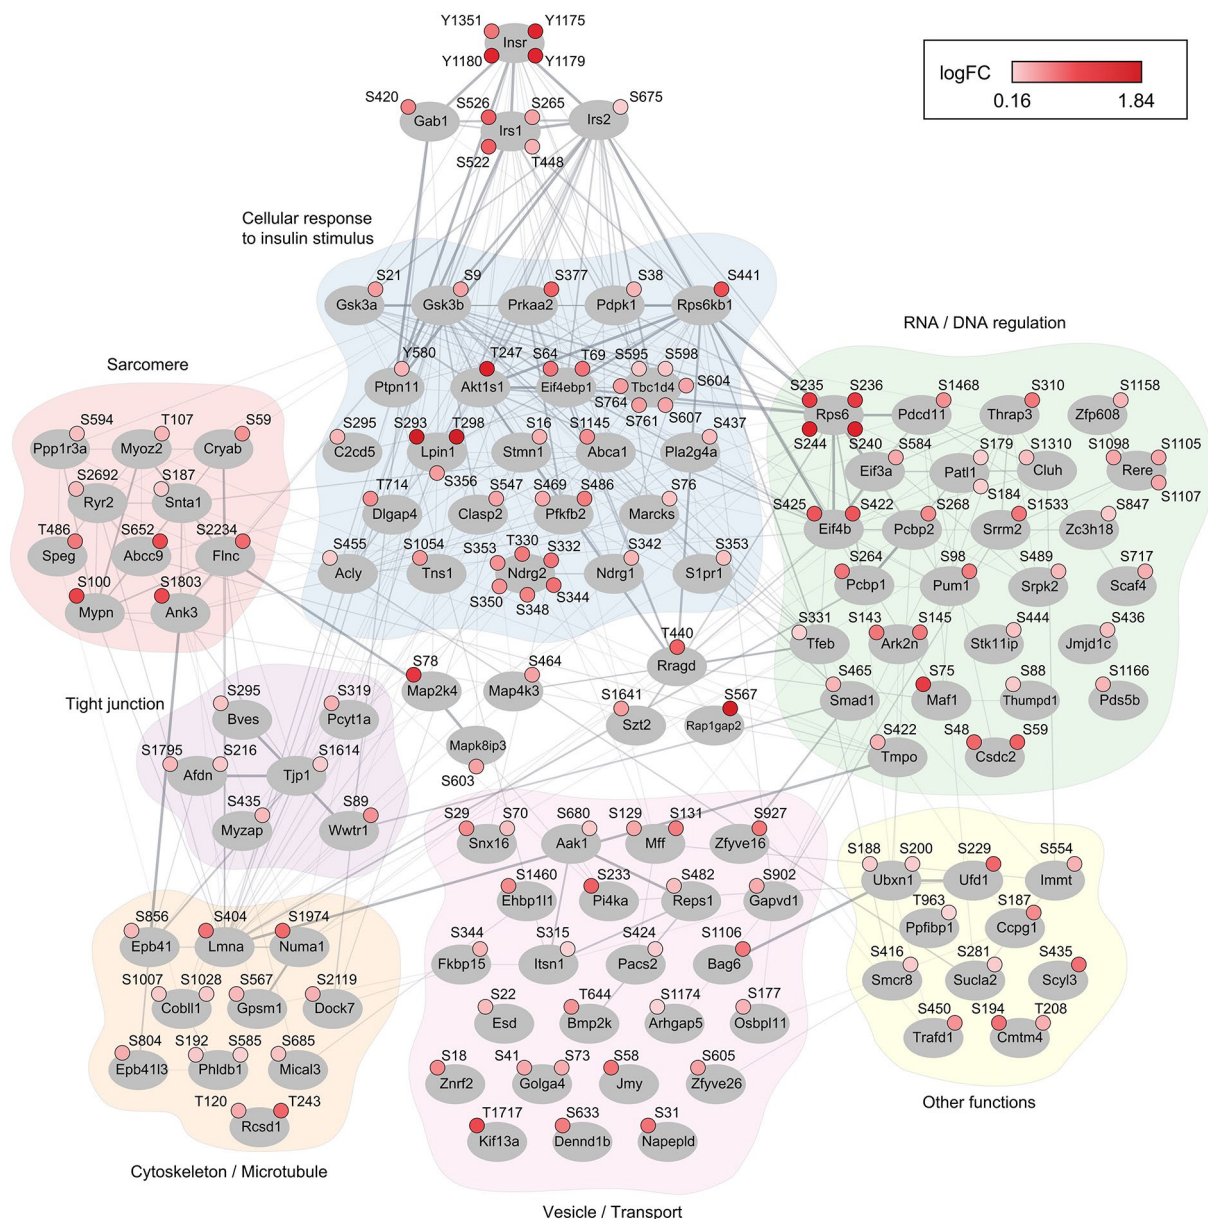 Y1351
Y1175
Insr
Y1180
Y1179
logFC
0.16
1.84
S420
S526
S265
S675
Gab1
Irs1
Irs2
S522
T448
Cellular response
to insulin stimulus
S21
S9
S377
S38
S441
Gsk3a
Gsk3b
Prkaa2
Pdpk1
Rps6kb1
Y580
T247
S64
T69
S595
S598
Ptpn11
Akt1s1
Eif4ebp1
Tbc1d4
S604
S764
S761
S607
S295
S293
T298
S16
S1145
S437
C2cd5
Lpin1
Stmn1
Abca1
Pla2g4a
S356
T714
S547
S469
S486
S76
Dlgap4
Clasp2
Pfkfb2
Marcks
S455
S1054
S353
T330
S332
S342
S353
Acly
Tns1
Ndrg2
Ndrg1
S1pr1
S350
S348
S344
Sarcomere
S594
T107
S59
Ppp1r3a
Myoz2
Cryab
S2692
S187
Ryr2
Snta1
T486
S652
S2234
Speg
Abcc9
Flnc
S100
S1803
Mypn
Ank3
RNA / DNA regulation
S235
S236
S1468
S310
S1158
Rps6
Pdcd11
Thrap3
Zfp608
S244
S240
S584
S179
S1310
S1098
S1105
Eif3a
Patl1
Cluh
Rere
S184
S1107
S425
S422
S268
S1533
S847
Eif4b
Pcbp2
Srrm2
Zc3h18
S264
S98
S489
S717
Pcbp1
Pum1
Srpk2
Scaf4
S331
S143
S145
S444
S436
Tfeb
Ark2n
Stk11ip
Jmjd1c
S465
S75
S88
S1166
Smad1
Maf1
Thumpd1
Pds5b
S422
S48
S59
Tmpo
Csdc2
T440
Rragd
S78
S464
Map2k4
Map4k3
S1641
S567
Szt2
Rap1gap2
Mapk8ip3
S603
Tight junction
S295
S319
Bves
Pcyt1a
S1795
S216
S1614
Afdn
Tjp1
S435
S89
Myzap
Wwtr1
S29
S70
S680
S129
S131
S927
Snx16
Aak1
Mff
Zfyve16
S1460
S233
S482
S902
Ehbp1l1
Pi4ka
Reps1
Gapvd1
S344
S315
S424
S1106
Fkbp15
Itsn1
Pacs2
Bag6
S22
T644
S1174
S177
Esd
Bmp2k
Arhgap5
Osbpl11
S18
S41
S73
S58
S605
Znrf2
Golga4
Jmy
Zfyve26
T1717
S633
S31
Kif13a
Dennd1b
Napepld
Vesicle / Transport
S856
S404
S1974
Epb41
Lmna
Numa1
S1007
S1028
S567
S2119
Cobll1
Gpsm1
Dock7
S804
S192
S585
S685
Epb41l3
Phldb1
Mical3
T120
T243
Rcsd1
Cytoskeleton / Microtubule
S188
S200
S229
S554
Ubxn1
Ufd1
Immt
T963
S187
Ppfibp1
Ccpg1
S416
S281
S435
Smcr8
Sucla2
Scyl3
S450
S194
T208
Trafd1
Cmtm4
Other functions